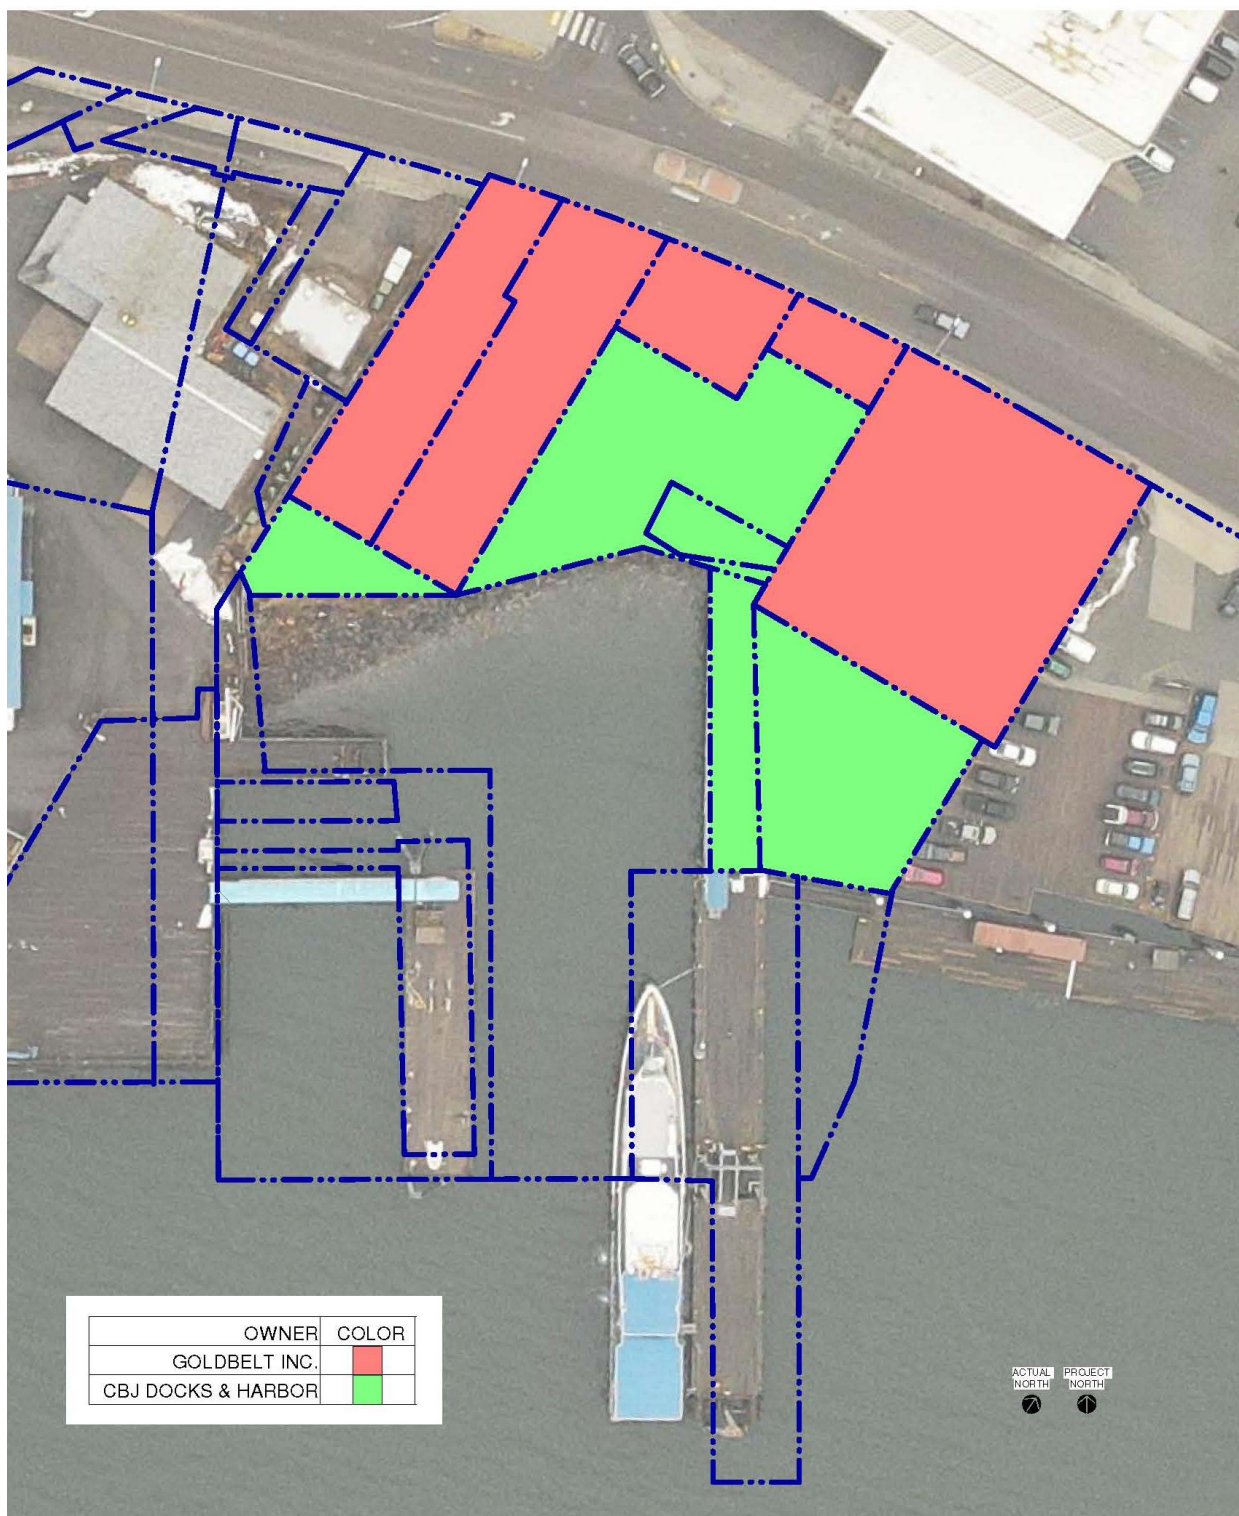 OWNER COLOR
GOLDBELT INC.
CBJ DOCKS & HARBOR
ACTUAL NORTH
PROJECT NORTH